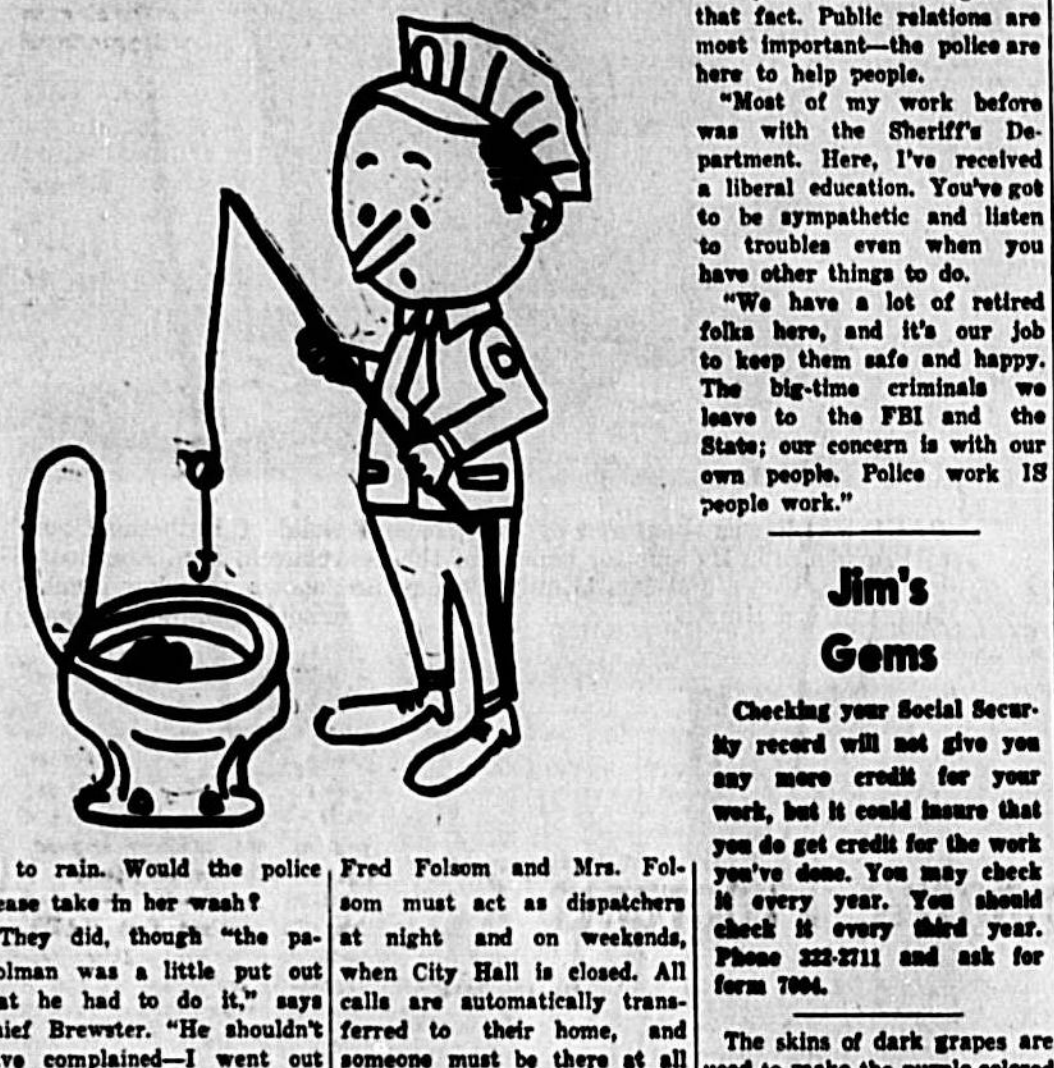 to rain. Would the police
ease take in her wash?
They did, though "the pa-
olman was a little put out
at he had to do it," says
hief Brewster. "He shouldn't
ve complained—I went out
Fred Folsom and Mrs. Fol-
som must act as dispatchers
at night and on weekends,
when City Hall is closed. All
calls are automatically trans-
ferred to their home, and
someone must be there at all
that fact. Public relations are
most important—the police are
here to help people.
"Most of my work before
was with the Sheriff's De-
partment. Here, I've received
a liberal education. You've got
to be sympathetic and listen
to troubles even when you
have other things to do.
"We have a lot of retired
folks here, and it's our job
to keep them safe and happy.
The big-time criminals we
leave to the FBI and the
State; our concern is with our
own people. Police work IS
people work."
Jim's
Gems
Checking your Social Secur-
ity record will not give you
any more credit for your
work, but it could insure that
you do get credit for the work
you've done. You may check
it every year. You should
check it every third year.
Phone 322-2711 and ask for
form 7004.
The skins of dark grapes are
used to make the purple-colored